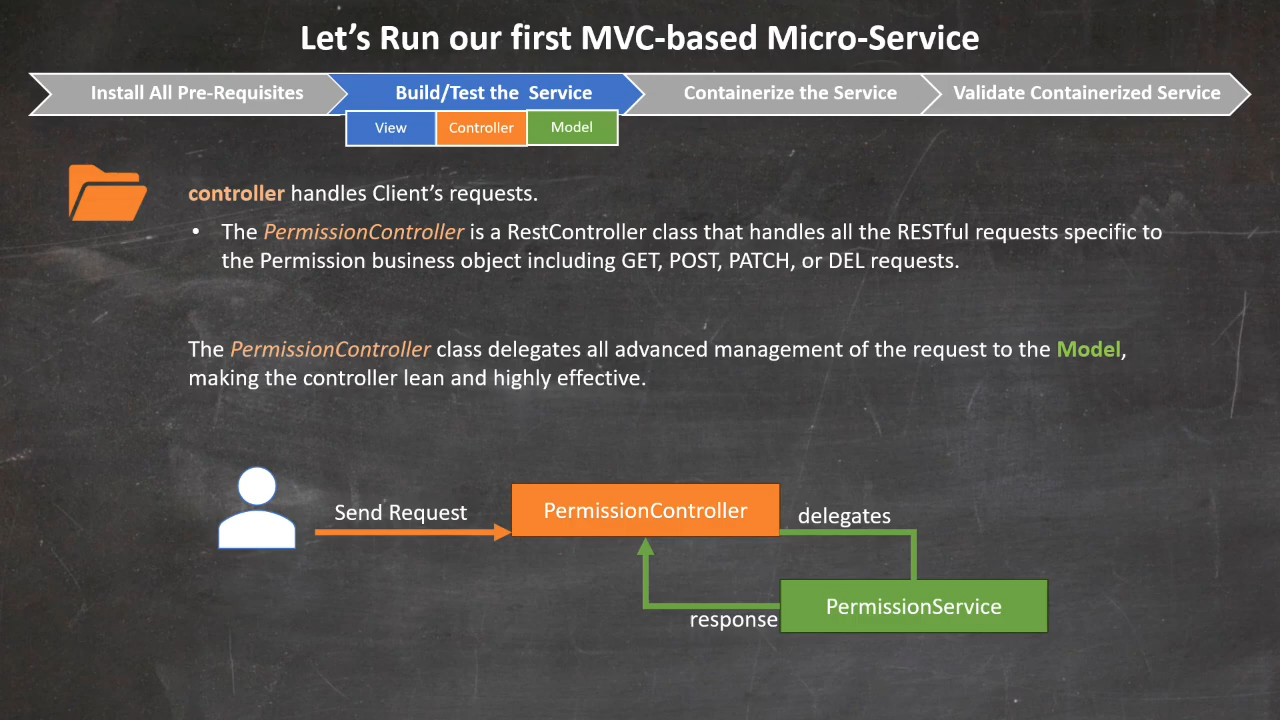 Let's Run our first MVC-based Micro-Service
Install All Pre-Requisites
Build/Test the Service
Containerize the Service
Validate Containerized Service
View
Controller
Model
controller handles Client's requests.
• The PermissionController is a RestController class that handles all the RESTful requests specific to
the Permission business object including GET, POST, PATCH, or DEL requests.
The PermissionController class delegates all advanced management of the request to the Model,
making the controller lean and highly effective.
Send Request
PermissionController
delegates
PermissionService
response